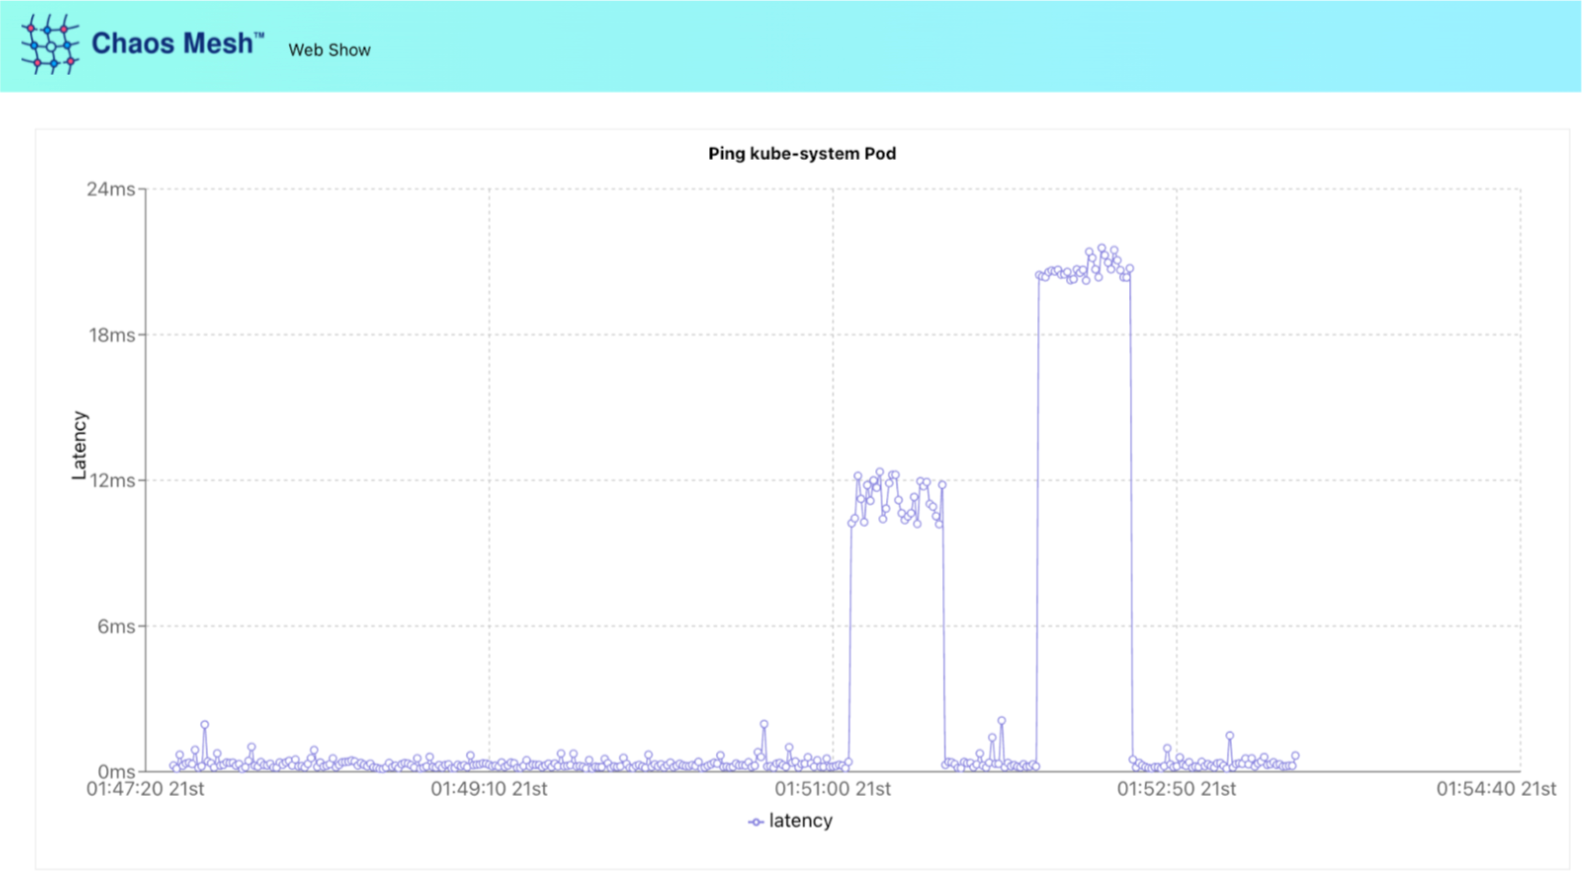 Chaos Mesh™ Web Show
Ping kube-system Pod
24ms
18ms
Latency
12ms
6ms
0ms
01:47:20 21st 01:49:10 21st 01:51:00 21st 01:52:50 21st 01:54:40 21st
latency